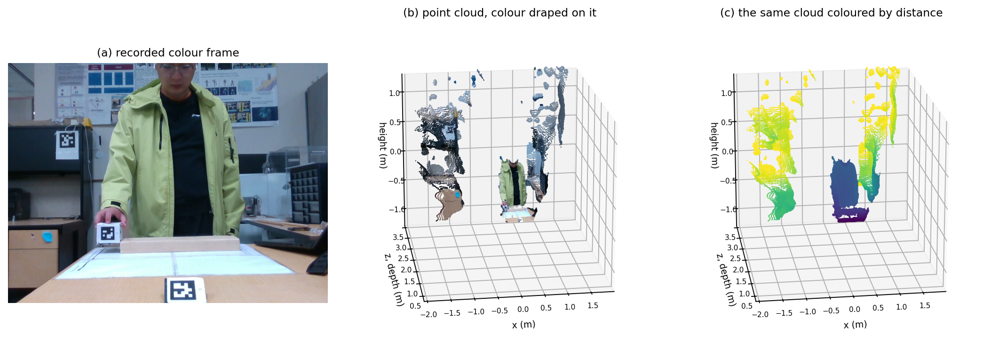 (a) recorded colour frame
(b) point cloud, colour draped on it
(c) the same cloud coloured by distance
height (m)
1.0
0.5
0.0
−0.5
−1.0
z, depth (m)
3.5
3.0
2.5
2.0
1.5
1.0
0.5
−2.0 −1.5 −1.0 −0.5 0.0 0.5 1.0 1.5
x (m)
height (m)
1.0
0.5
0.0
−0.5
−1.0
z, depth (m)
3.5
3.0
2.5
2.0
1.5
1.0
0.5
−2.0 −1.5 −1.0 −0.5 0.0 0.5 1.0 1.5
x (m)